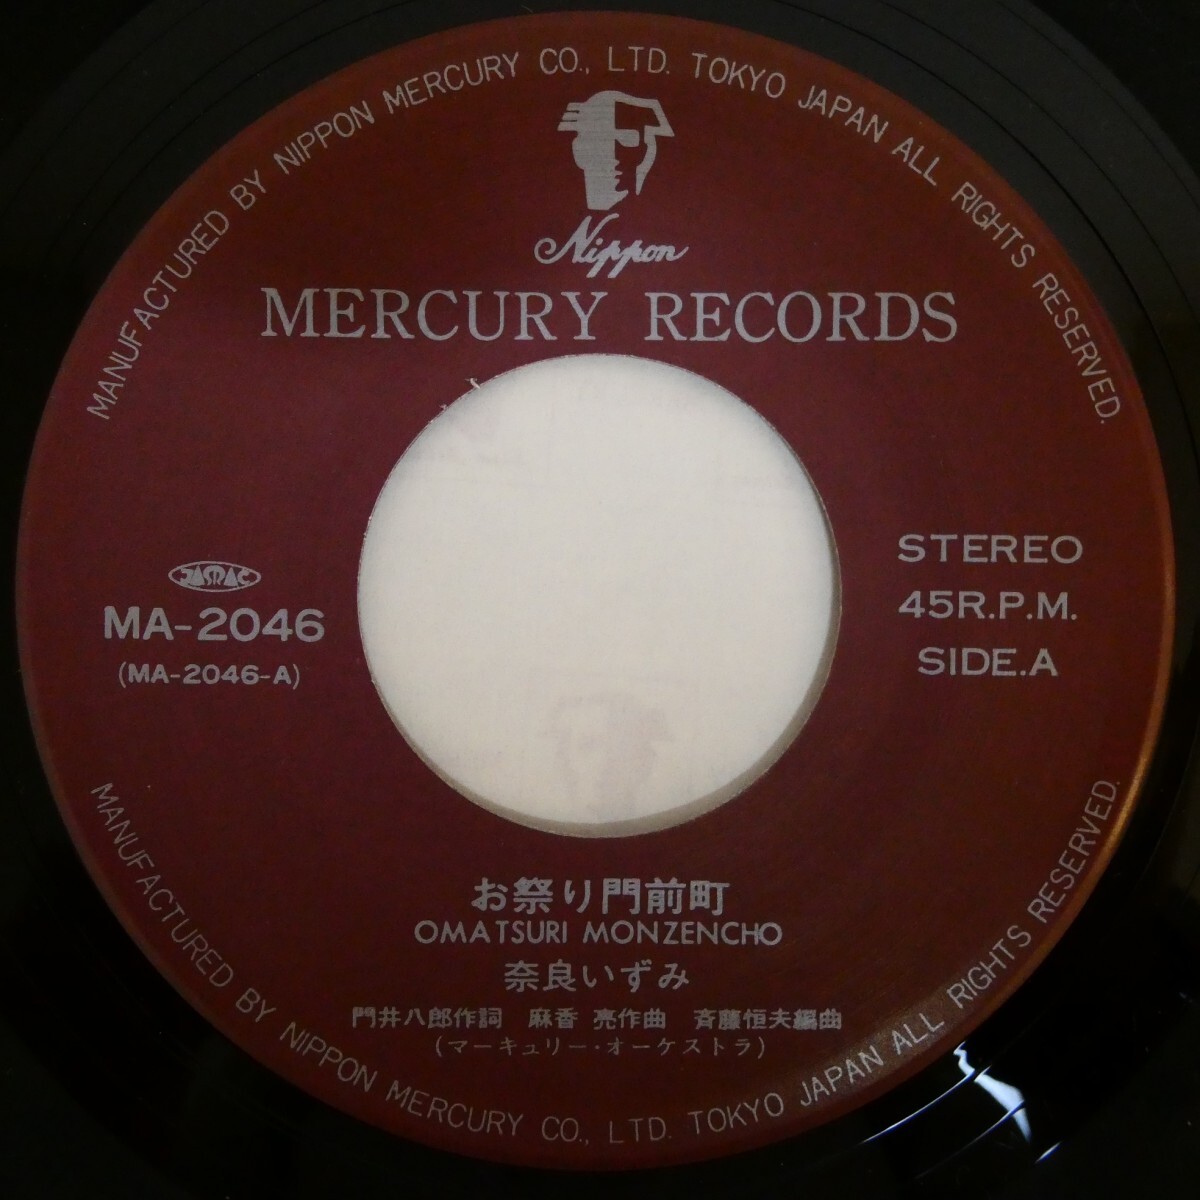 MANUFACTURED BY NIPPON MERCURY CO., LTD. TOKYO JAPAN ALL RIGHTS RESERVED.
Nippon
MERCURY RECORDS
JASRAC
MA-2046
(MA-2046-A)
STEREO
45R.P.M.
SIDE.A
お祭り門前町
OMATSURI MONZENCHO
奈良いずみ
門井八郎作詞 麻香 亮作曲 斉藤恒夫編曲
(マーキュリー・オーケストラ)
MANUFACTURED BY NIPPON MERCURY CO., LTD. TOKYO JAPAN ALL RIGHTS RESERVED.